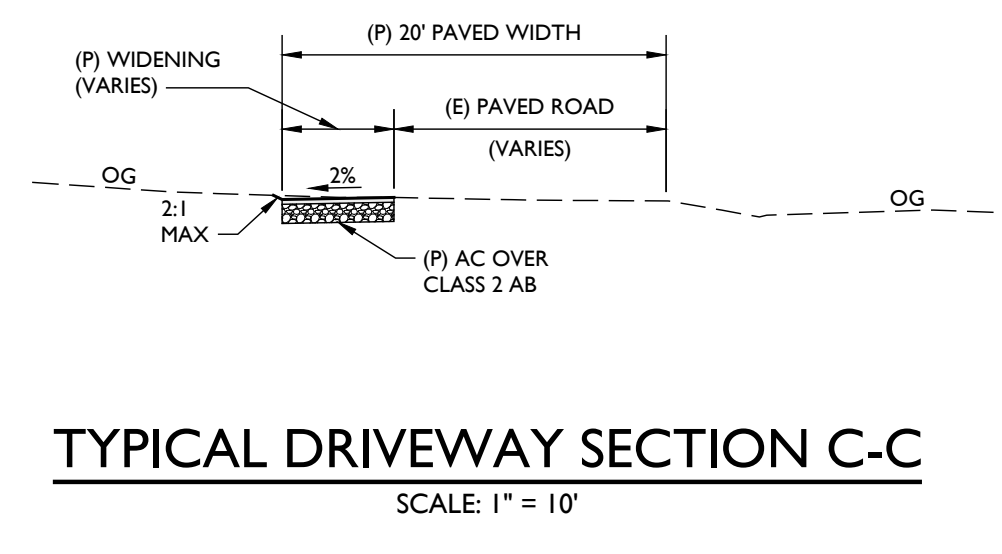 (P) 20' PAVED WIDTH
(P) WIDENING
(VARIES)
(E) PAVED ROAD
(VARIES)
OG
2%
OG
2:1
MAX
(P) AC OVER
CLASS 2 AB
TYPICAL DRIVEWAY SECTION C-C
SCALE: 1" = 10'